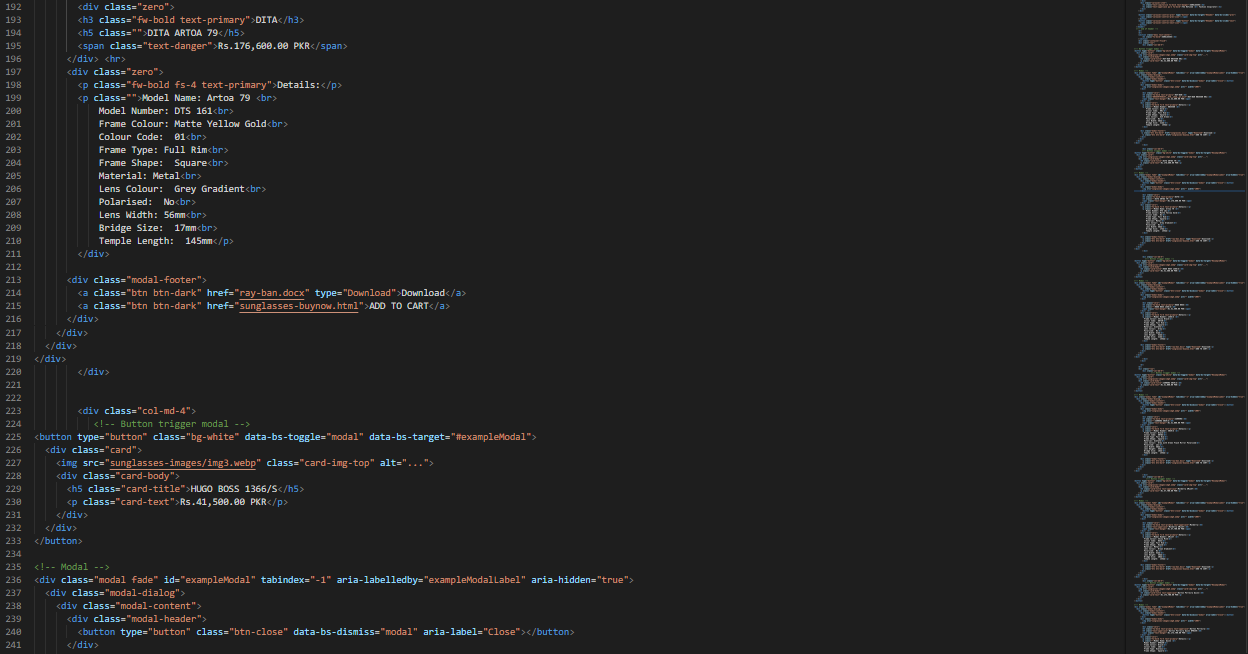 192 <div class="zero">
193 <h3 class="fw-bold text-primary">DITA</h3>
194 <h5 class="">DITA ARTOA 79</h5>
195 <span class="text-danger">Rs.176,600.00 PKR</span>
196 </div> <hr>
197 <div class="zero">
198 <p class="fw-bold fs-4 text-primary">Details:</p>
199 <p class="">Model Name: Artoa 79 <br>
200 Model Number: DTS 161<br>
201 Frame Colour: Matte Yellow Gold<br>
202 Colour Code:  01<br>
203 Frame Type: Full Rim<br>
204 Frame Shape:  Square<br>
205 Material: Metal<br>
206 Lens Colour:  Grey Gradient<br>
207 Polarised:  No<br>
208 Lens Width: 56mm<br>
209 Bridge Size:  17mm<br>
210 Temple Length:  145mm</p>
211 </div>
212
213 <div class="modal-footer">
214 <a class="btn btn-dark" href="ray-ban.docx" type="Download">Download</a>
215 <a class="btn btn-dark" href="sunglasses-buynow.html">ADD TO CART</a>
216 </div>
217 </div>
218 </div>
219 </div>
220 </div>
221
222
223 <div class="col-md-4">
224 <!-- Button trigger modal -->
225 <button type="button" class="bg-white" data-bs-toggle="modal" data-bs-target="#exampleModal">
226 <div class="card">
227 <img src="sunglasses-images/img3.webp" class="card-img-top" alt="...">
228 <div class="card-body">
229 <h5 class="card-title">HUGO BOSS 1366/S</h5>
230 <p class="card-text">Rs.41,500.00 PKR</p>
231 </div>
232 </div>
233 </button>
234
235 <!-- Modal -->
236 <div class="modal fade" id="exampleModal" tabindex="-1" aria-labelledby="exampleModalLabel" aria-hidden="true">
237 <div class="modal-dialog">
238 <div class="modal-content">
239 <div class="modal-header">
240 <button type="button" class="btn-close" data-bs-dismiss="modal" aria-label="Close"></button>
241 </div>